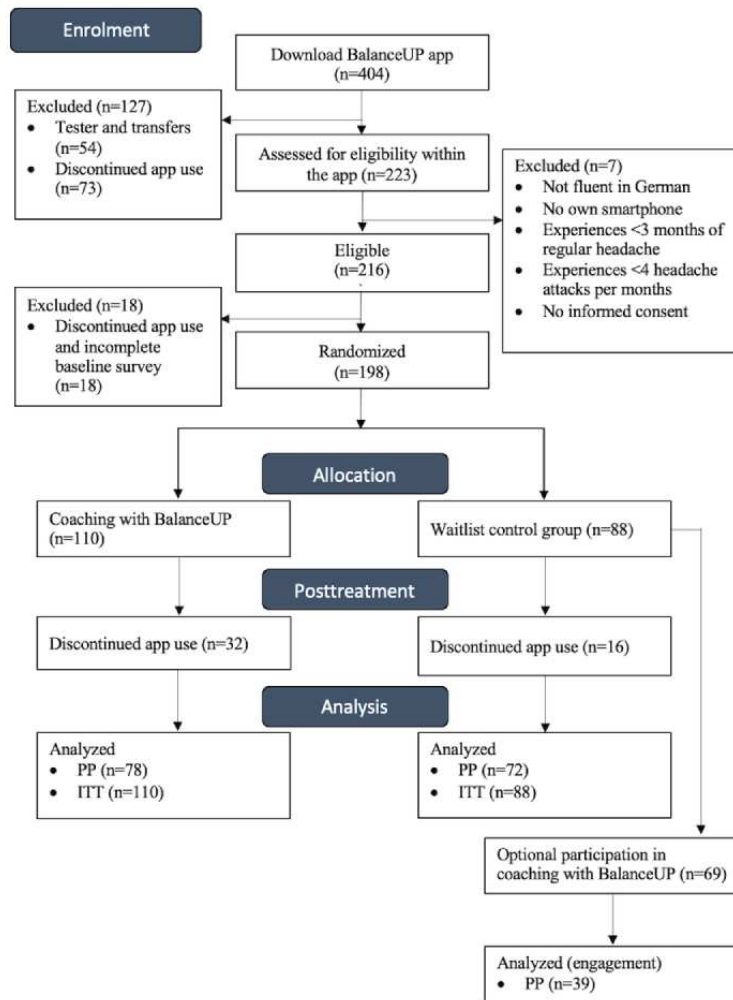 Enrolment
Download BalanceUP app
(n=404)
Excluded (n=127)
• Tester and transfers
(n=54)
• Discontinued app use
(n=73)
Assessed for eligibility within
the app (n=223)
Excluded (n=7)
• Not fluent in German
• No own smartphone
• Experiences <3 months of
regular headache
• Experiences <4 headache
attacks per months
• No informed consent
Eligible
(n=216)
Excluded (n=18)
• Discontinued app use
and incomplete
baseline survey
(n=18)
Randomized
(n=198)
Allocation
Coaching with BalanceUP
(n=110)
Waitlist control group (n=88)
Posttreatment
Discontinued app use (n=32)
Discontinued app use (n=16)
Analysis
Analyzed
• PP (n=78)
• ITT (n=110)
Analyzed
• PP (n=72)
• ITT (n=88)
Optional participation in
coaching with BalanceUP (n=69)
Analyzed (engagement)
• PP (n=39)